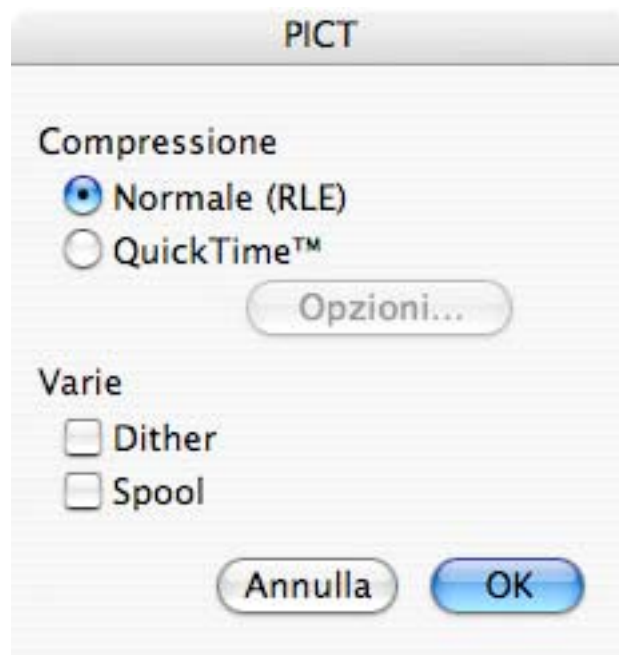 PICT
Compressione
Normale (RLE)
QuickTime™
Opzioni...
Varie
Dither
Spool
Annulla OK